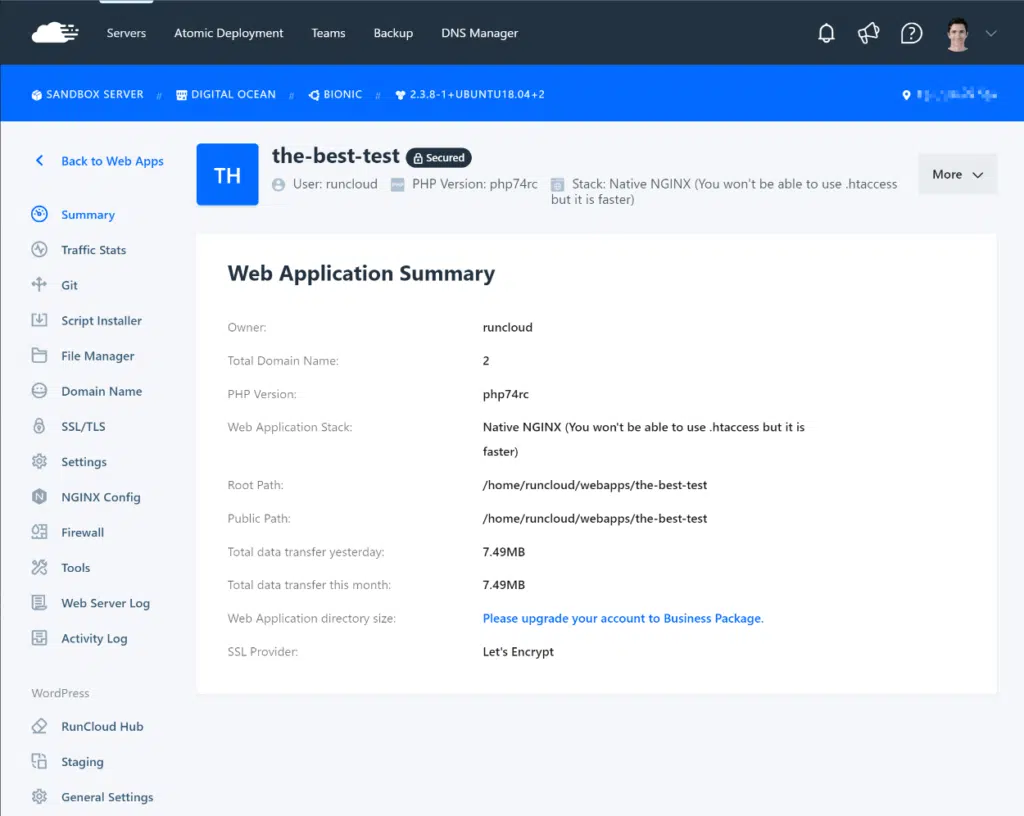 Servers
Atomic Deployment
Teams
Backup
DNS Manager
SANDBOX SERVER // DIGITAL OCEAN // BIONIC // 2.3.8-1+UBUNTU18.04+2
Back to Web Apps
Summary
Traffic Stats
Git
Script Installer
File Manager
Domain Name
SSL/TLS
Settings
NGINX Config
Firewall
Tools
Web Server Log
Activity Log
WordPress
RunCloud Hub
Staging
General Settings
TH
the-best-test Secured
User: runcloud
PHP Version: php74rc
Stack: Native NGINX (You won't be able to use .htaccess
but it is faster)
More
Web Application Summary
Owner: runcloud
Total Domain Name: 2
PHP Version: php74rc
Web Application Stack: Native NGINX (You won't be able to use .htaccess but it is
faster)
Root Path: /home/runcloud/webapps/the-best-test
Public Path: /home/runcloud/webapps/the-best-test
Total data transfer yesterday: 7.49MB
Total data transfer this month: 7.49MB
Web Application directory size: Please upgrade your account to Business Package.
SSL Provider: Let's Encrypt